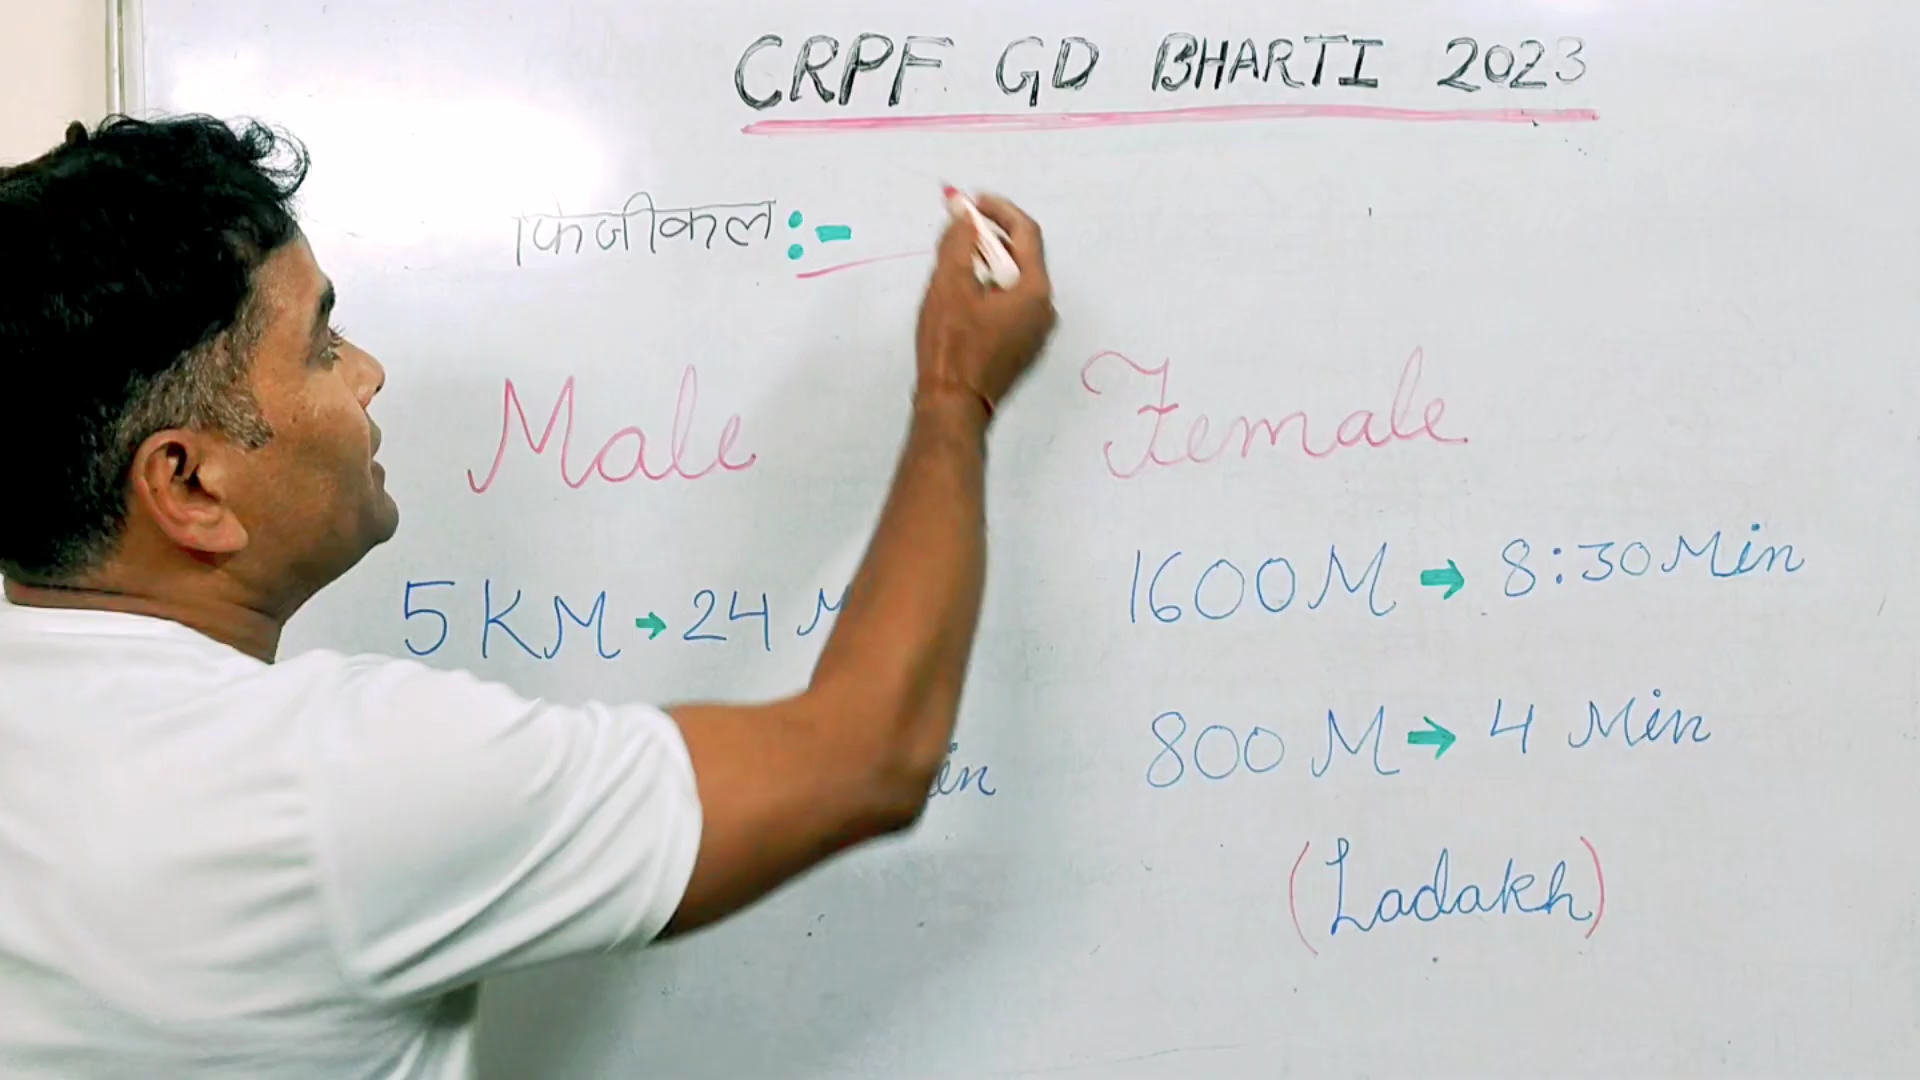 CRPF GD BHARTI 2023
फिजीकल :-
Male
Female
5 KM → 24 M
1600 M → 8:30 Min
800 M → 4 Min
(Ladakh)